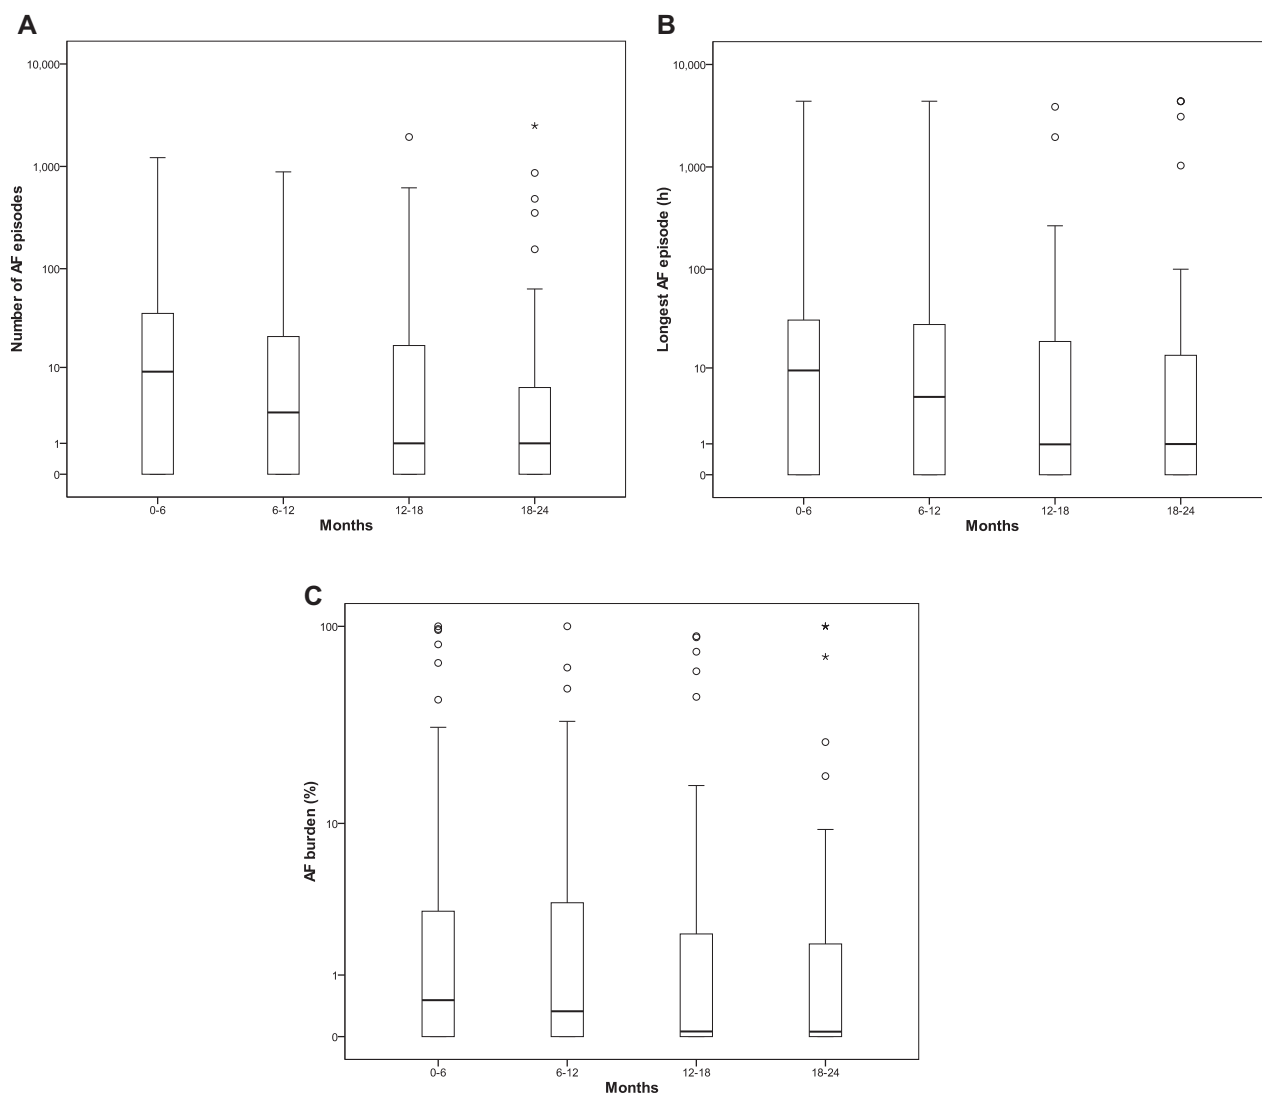 A
Number of AF episodes
10,000
1,000
100
10
1
0
0-6 6-12 12-18 18-24
Months
B
Longest AF episode (h)
10,000
1,000
100
10
1
0
0-6 6-12 12-18 18-24
Months
C
AF burden (%)
100
10
1
0
0-6 6-12 12-18 18-24
Months